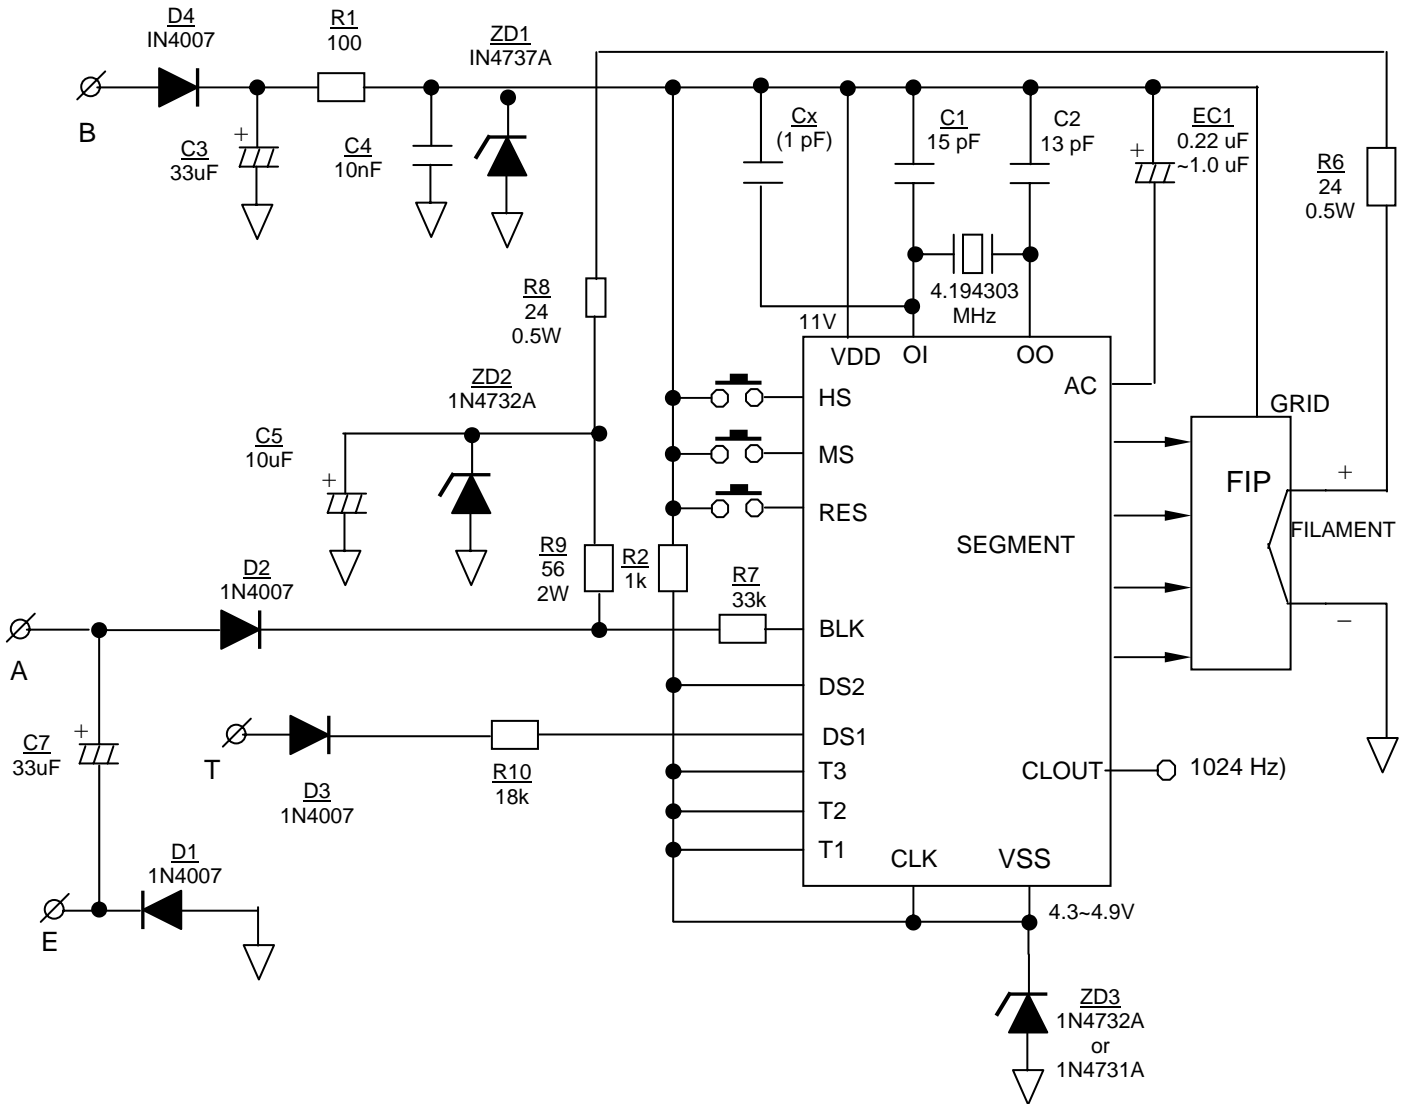 D4
IN4007
R1
100
ZD1
IN4737A
B
+
C3
33uF
C4
10nF
Cx
(1 pF)
C1
15 pF
C2
13 pF
EC1
0.22 uF
~1.0 uF
+
R6
24
0.5W
R8
24
0.5W
4.194303
MHz
11V
VDD
OI
OO
AC
HS
MS
RES
SEGMENT
BLK
DS2
DS1
T3
T2
T1
CLK
VSS
CLOUT
1024 Hz)
GRID
FIP
+
FILAMENT
–
ZD2
1N4732A
C5
10uF
+
R9
56
2W
R2
1k
R7
33k
D2
1N4007
A
+
C7
33uF
T
D3
1N4007
R10
18k
D1
1N4007
E
4.3~4.9V
ZD3
1N4732A
or
1N4731A